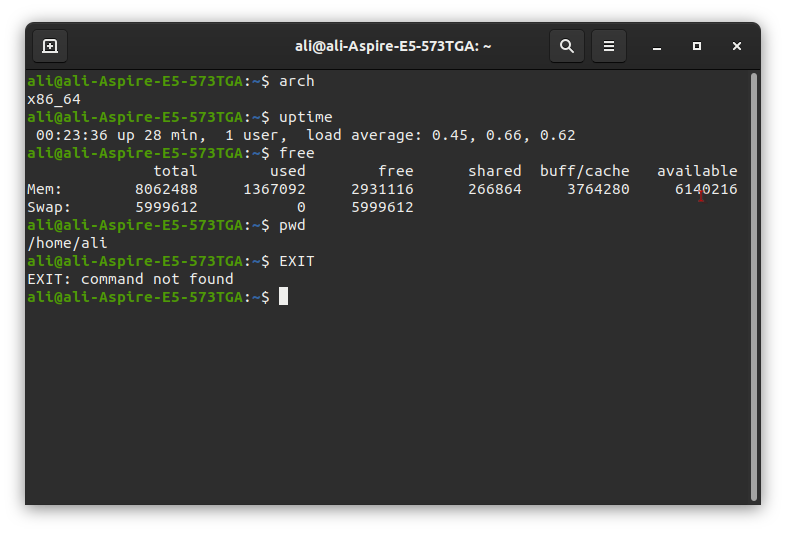 ali@ali-Aspire-E5-573TGA: ~
ali@ali-Aspire-E5-573TGA:~$ arch
x86_64
ali@ali-Aspire-E5-573TGA:~$ uptime
 00:23:36 up 28 min,  1 user,  load average: 0.45, 0.66, 0.62
ali@ali-Aspire-E5-573TGA:~$ free
              total        used        free      shared  buff/cache   available
Mem:        8062488     1367092     2931116      266864     3764280     6140216
Swap:       5999612           0     5999612
ali@ali-Aspire-E5-573TGA:~$ pwd
/home/ali
ali@ali-Aspire-E5-573TGA:~$ EXIT
EXIT: command not found
ali@ali-Aspire-E5-573TGA:~$